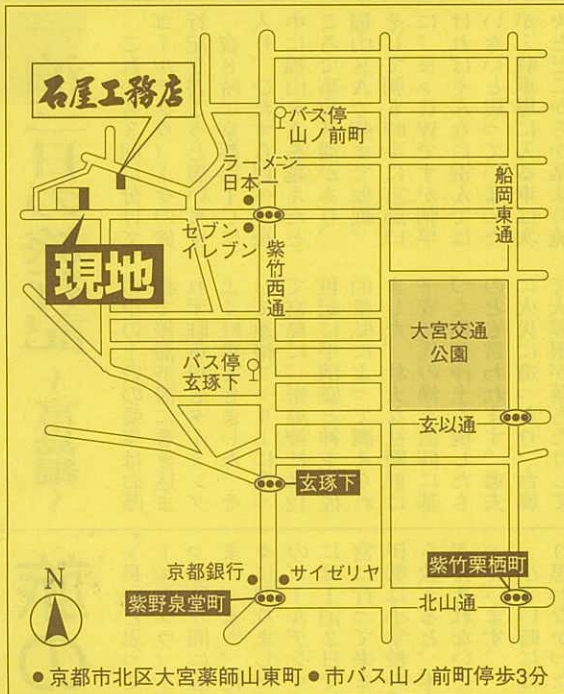 石屋工務店
バス停
山ノ前町
ラーメン
日本一
セブン
イレブン
紫竹西通
船岡東通
現地
大宮交通
公園
バス停
玄琢下
玄以通
玄琢下
京都銀行
サイゼリヤ
紫竹栗栖町
紫野泉堂町
北山通
N
●京都市北区大宮薬師山東町●市バス山ノ前町停歩3分